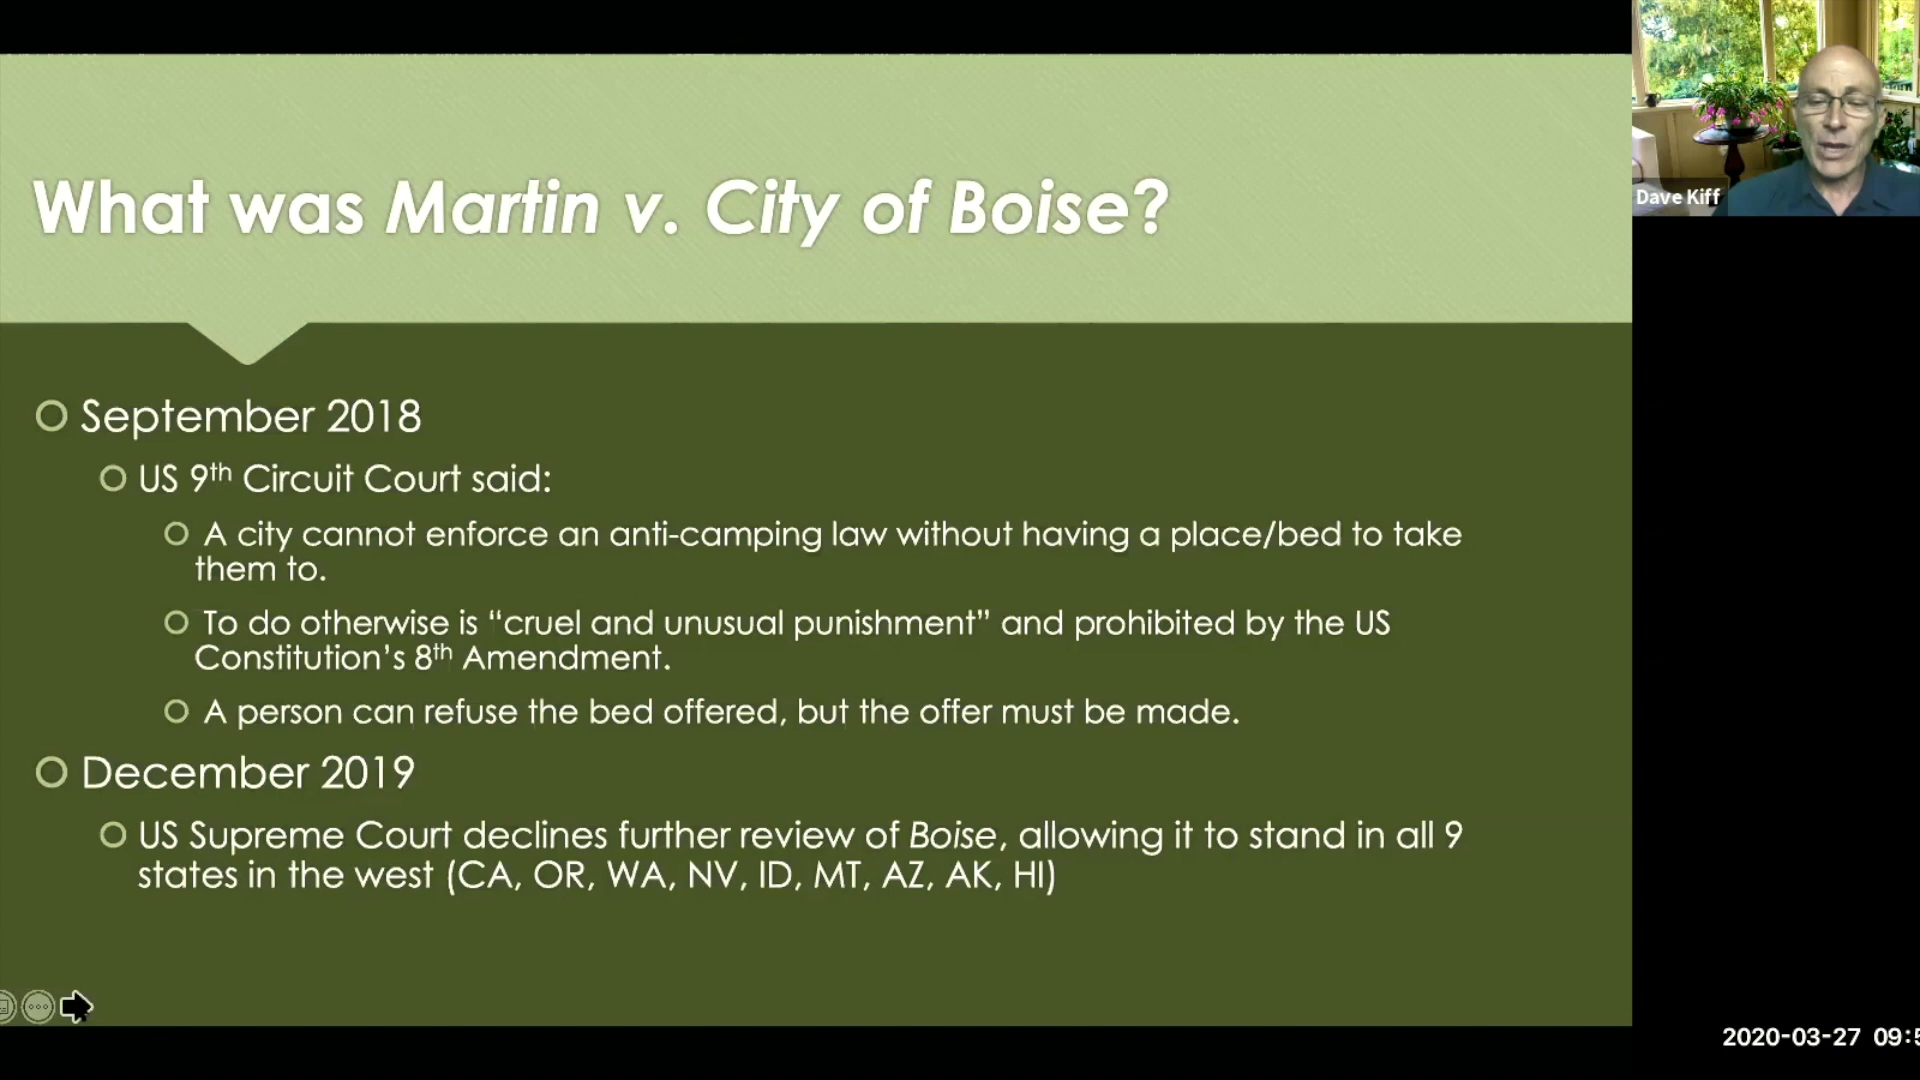 What was Martin v. City of Boise?
September 2018
US 9th Circuit Court said:
A city cannot enforce an anti-camping law without having a place/bed to take
them to.
To do otherwise is “cruel and unusual punishment” and prohibited by the US
Constitution’s 8th Amendment.
A person can refuse the bed offered, but the offer must be made.
December 2019
US Supreme Court declines further review of Boise, allowing it to stand in all 9
states in the west (CA, OR, WA, NV, ID, MT, AZ, AK, HI)
Dave Kiff
2020-03-27 09:5